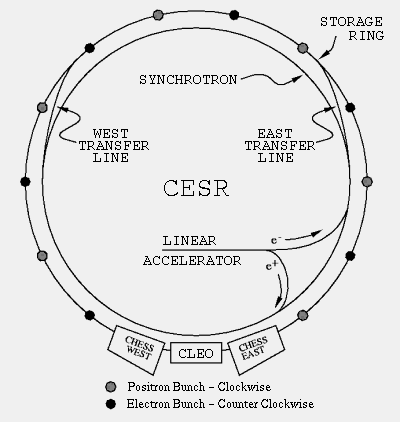 STORAGE
RING
SYNCHROTRON
WEST
TRANSFER
LINE
EAST
TRANSFER
LINE
CESR
LINEAR
ACCELERATOR
e-
e+
CHESS
WEST
CLEO
CHESS
EAST
Positron Bunch – Clockwise
Electron Bunch – Counter Clockwise